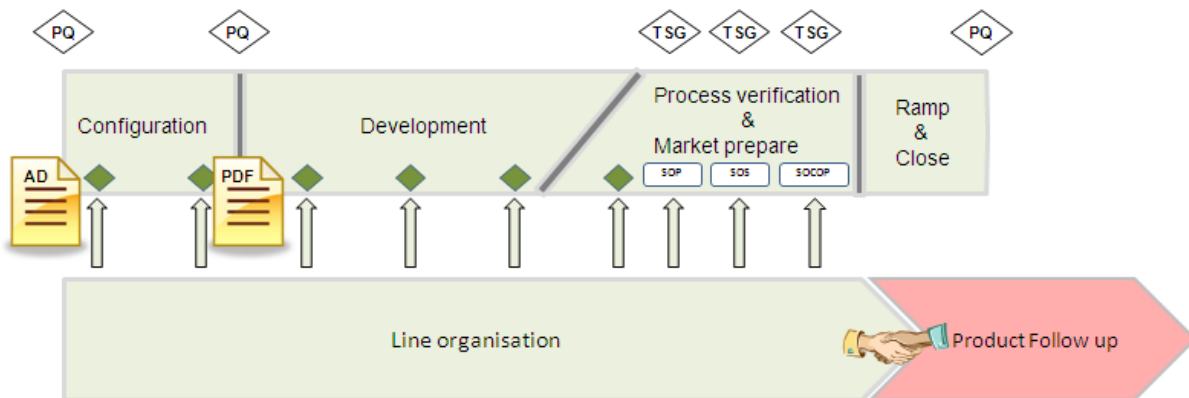 PQ
PQ
TSG
TSG
TSG
PQ
Configuration
Development
Process verification
&
Market prepare
Ramp
&
Close
AD
PDF
SOP
SOS
SOCOP
Line organisation
Product Follow up